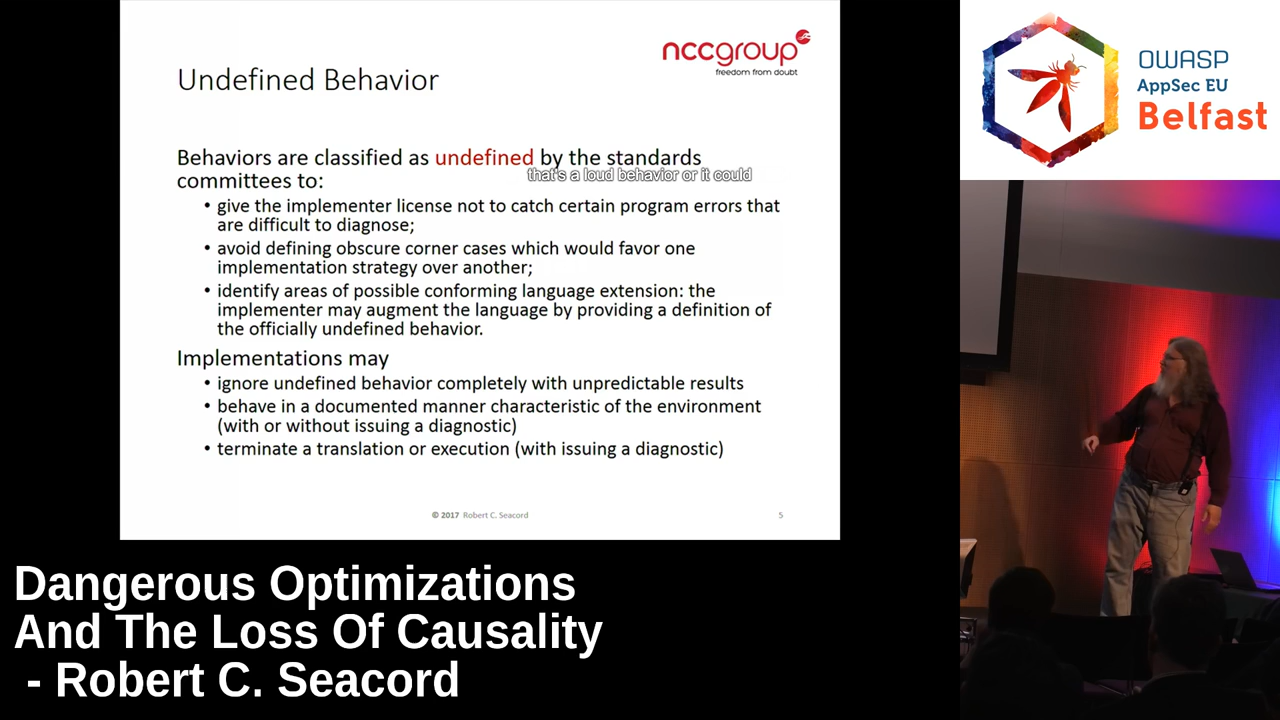 nccgroup
freedom from doubt
Undefined Behavior
Behaviors are classified as undefined by the standards
committees to:
that's a loud behavior or it could
• give the implementer license not to catch certain program errors that
are difficult to diagnose;
• avoid defining obscure corner cases which would favor one
implementation strategy over another;
• identify areas of possible conforming language extension: the
implementer may augment the language by providing a definition of
the officially undefined behavior.
Implementations may
• ignore undefined behavior completely with unpredictable results
• behave in a documented manner characteristic of the environment
(with or without issuing a diagnostic)
• terminate a translation or execution (with issuing a diagnostic)
© 2017 Robert C. Seacord
5
OWASP
AppSec EU
Belfast
Dangerous Optimizations
And The Loss Of Causality
- Robert C. Seacord